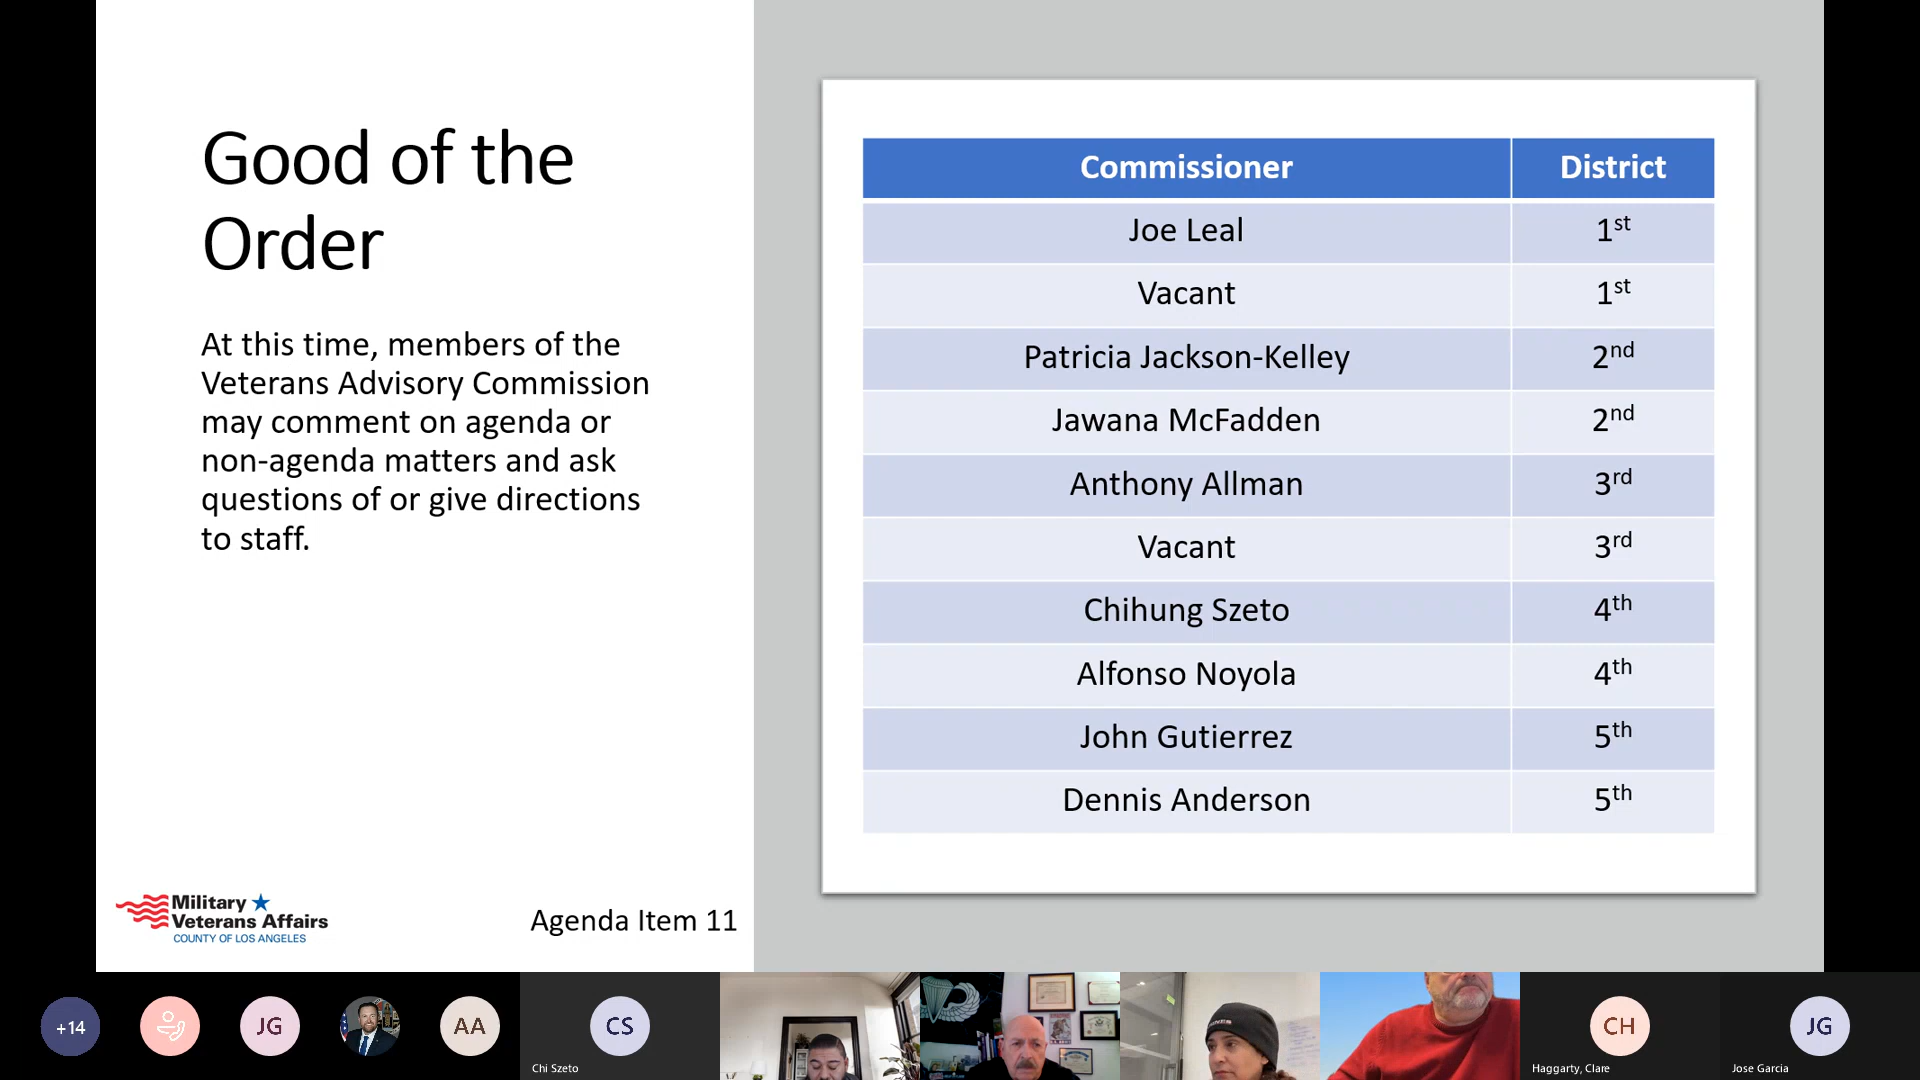 Good of the
Order
At this time, members of the
Veterans Advisory Commission
may comment on agenda or
non-agenda matters and ask
questions of or give directions
to staff.
Military
Veterans Affairs
COUNTY OF LOS ANGELES
Agenda Item 11
Commissioner District
Joe Leal 1st
Vacant 1st
Patricia Jackson-Kelley 2nd
Jawana McFadden 2nd
Anthony Allman 3rd
Vacant 3rd
Chihung Szeto 4th
Alfonso Noyola 4th
John Gutierrez 5th
Dennis Anderson 5th
+14
JG
AA
CS
Chi Szeto
CH
Haggarty, Clare
JG
Jose Garcia